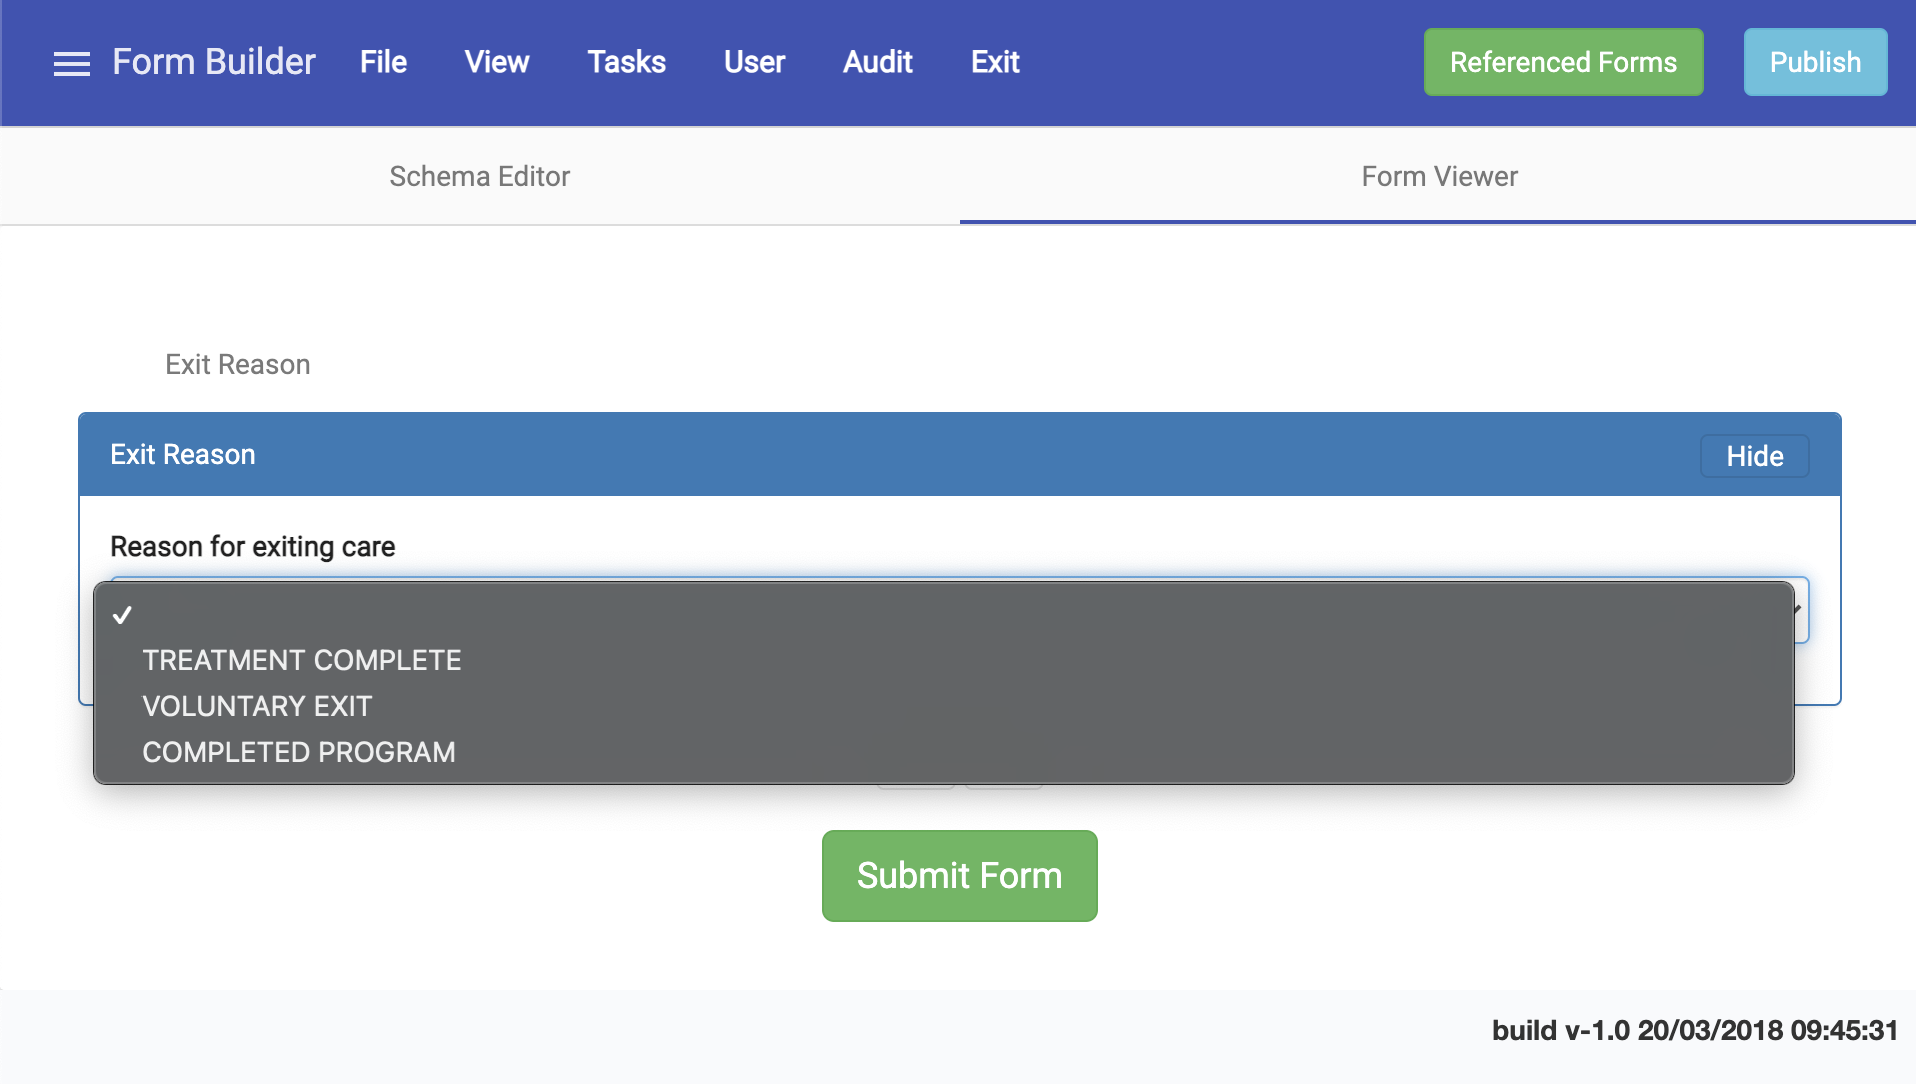 Form Builder File View Tasks User Audit Exit Referenced Forms Publish
Schema Editor Form Viewer
Exit Reason
Exit Reason Hide
Reason for exiting care
TREATMENT COMPLETE
VOLUNTARY EXIT
COMPLETED PROGRAM
Submit Form
build v-1.0 20/03/2018 09:45:31